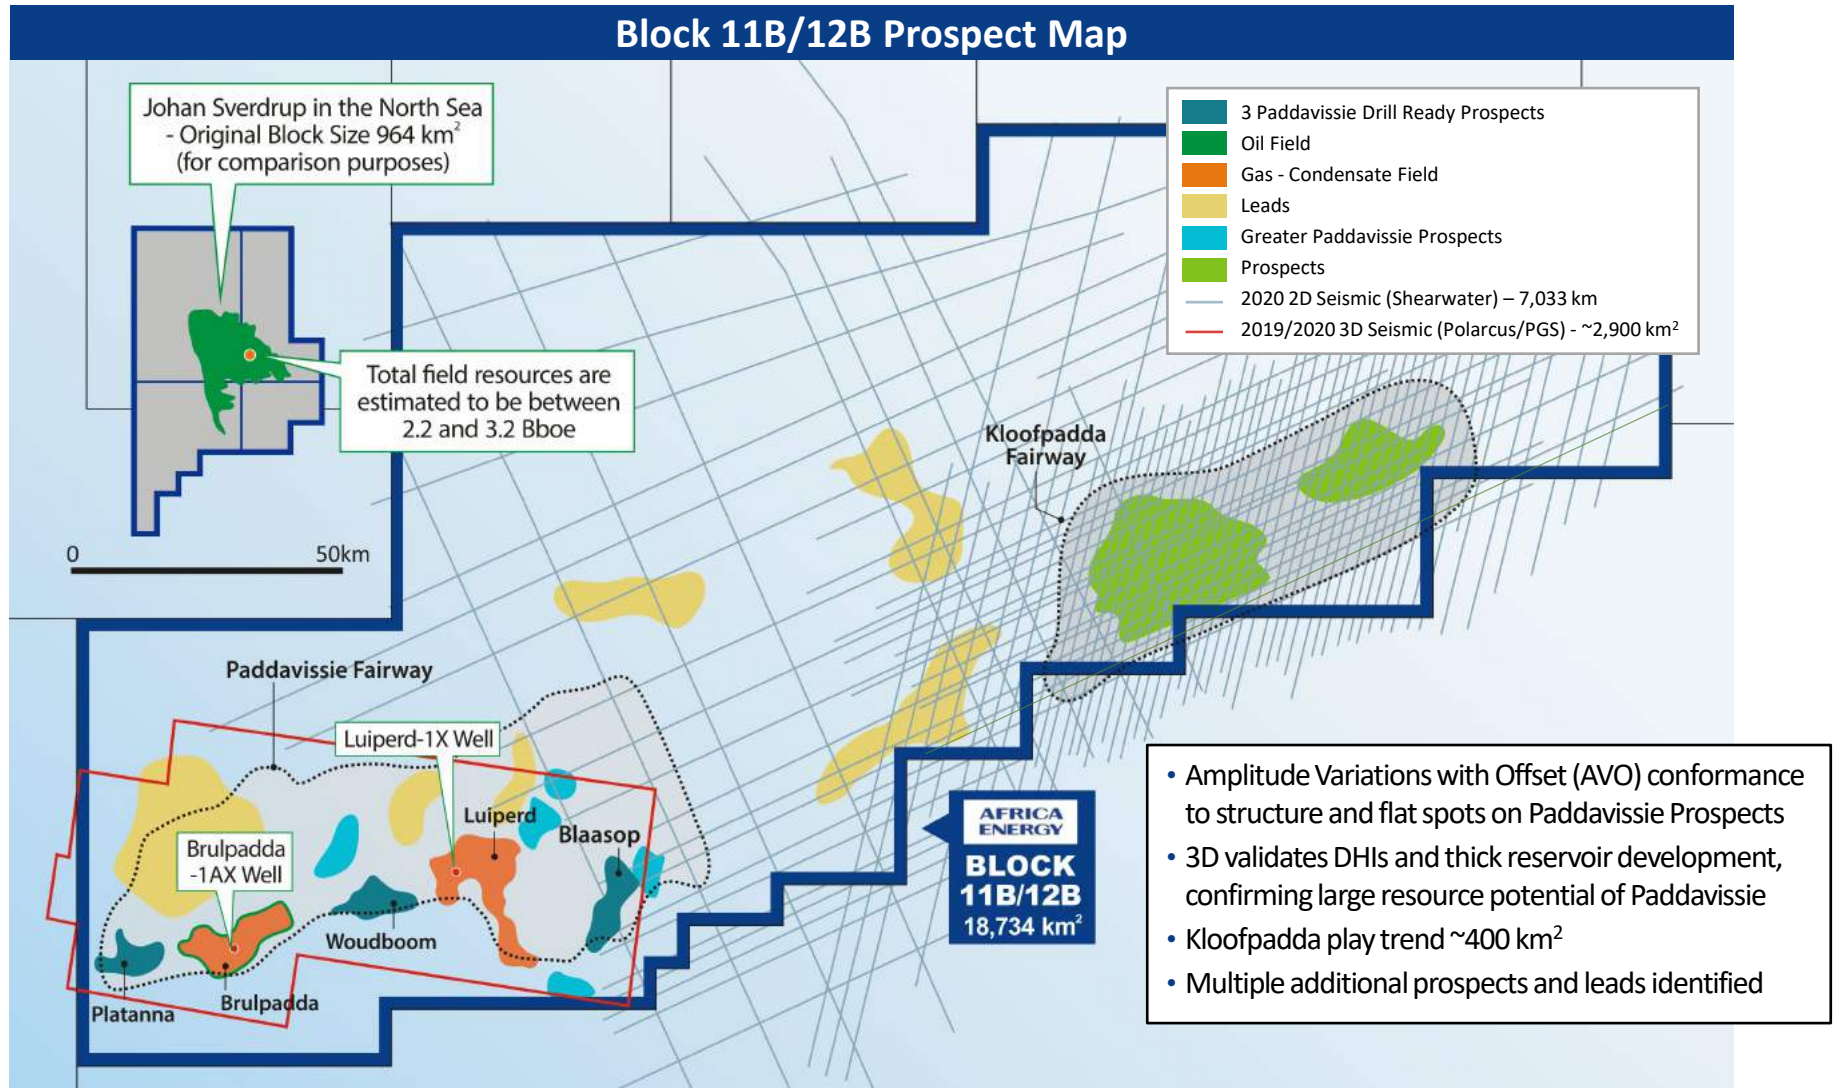 Block 11B/12B Prospect Map
Johan Sverdrup in the North Sea
- Original Block Size 964 km²
(for comparison purposes)
3 Paddavissie Drill Ready Prospects
Oil Field
Gas - Condensate Field
Leads
Greater Paddavissie Prospects
Prospects
2020 2D Seismic (Shearwater) – 7,033 km
2019/2020 3D Seismic (Polarcus/PGS) - ~2,900 km²
Total field resources are
estimated to be between
2.2 and 3.2 Bboe
0 50km
Kloofpadda
Fairway
Paddavissie Fairway
Luiperd-1X Well
Luiperd
Blaasop
Brulpadda
-1AX Well
Woudboom
Brulpadda
Platanna
AFRICA
ENERGY
BLOCK
11B/12B
18,734 km²
• Amplitude Variations with Offset (AVO) conformance
to structure and flat spots on Paddavissie Prospects
• 3D validates DHIs and thick reservoir development,
confirming large resource potential of Paddavissie
• Kloofpadda play trend ~400 km²
• Multiple additional prospects and leads identified